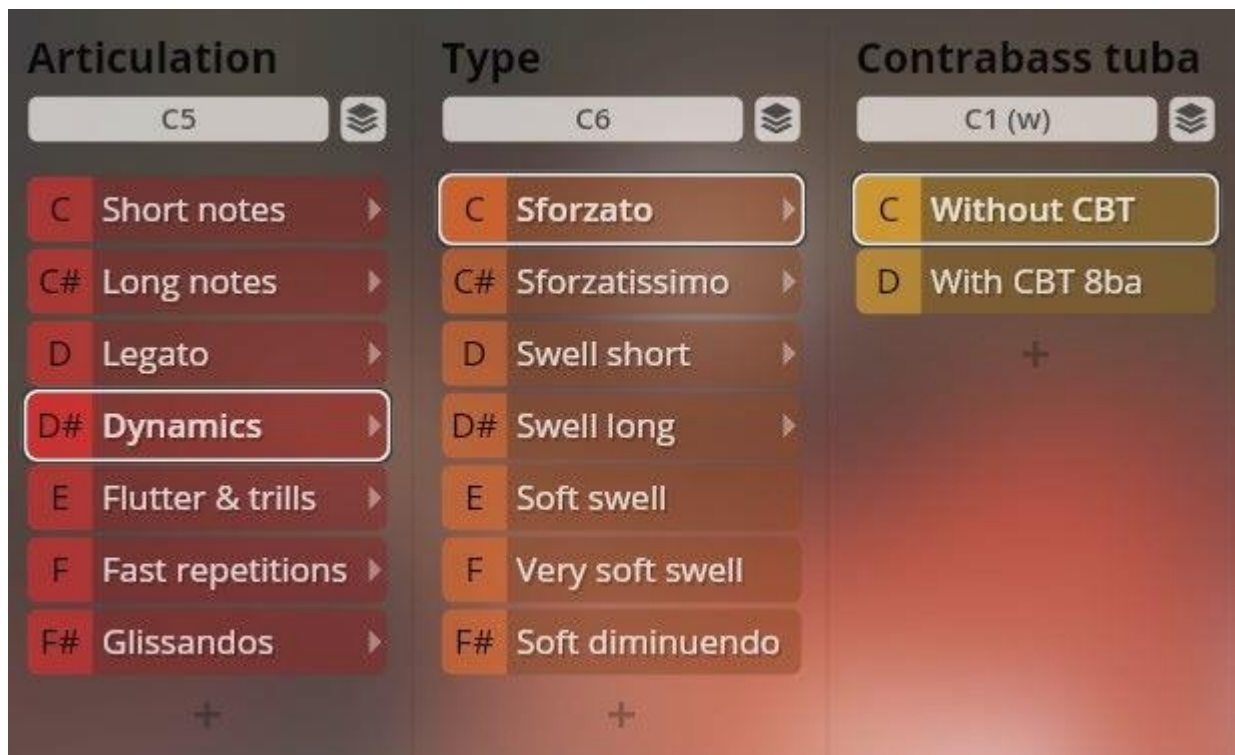 Articulation
C5
C Short notes
C# Long notes
D Legato
D# Dynamics
E Flutter & trills
F Fast repetitions
F# Glissandos
+
Type
C6
C Sforzato
C# Sforzatissimo
D Swell short
D# Swell long
E Soft swell
F Very soft swell
F# Soft diminuendo
+
Contrabass tuba
C1 (w)
C Without CBT
D With CBT 8ba
+